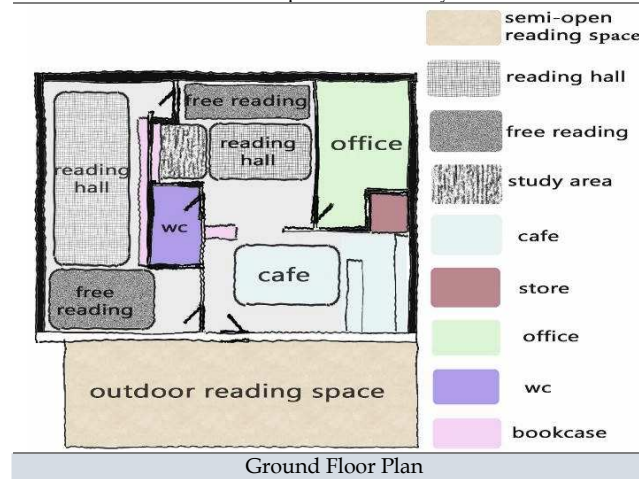 semi-open
reading space
reading hall
free reading
study area
cafe
store
office
wc
bookcase
free reading
reading
hall
office
reading
hall
wc
cafe
free
reading
outdoor reading space
Ground Floor Plan